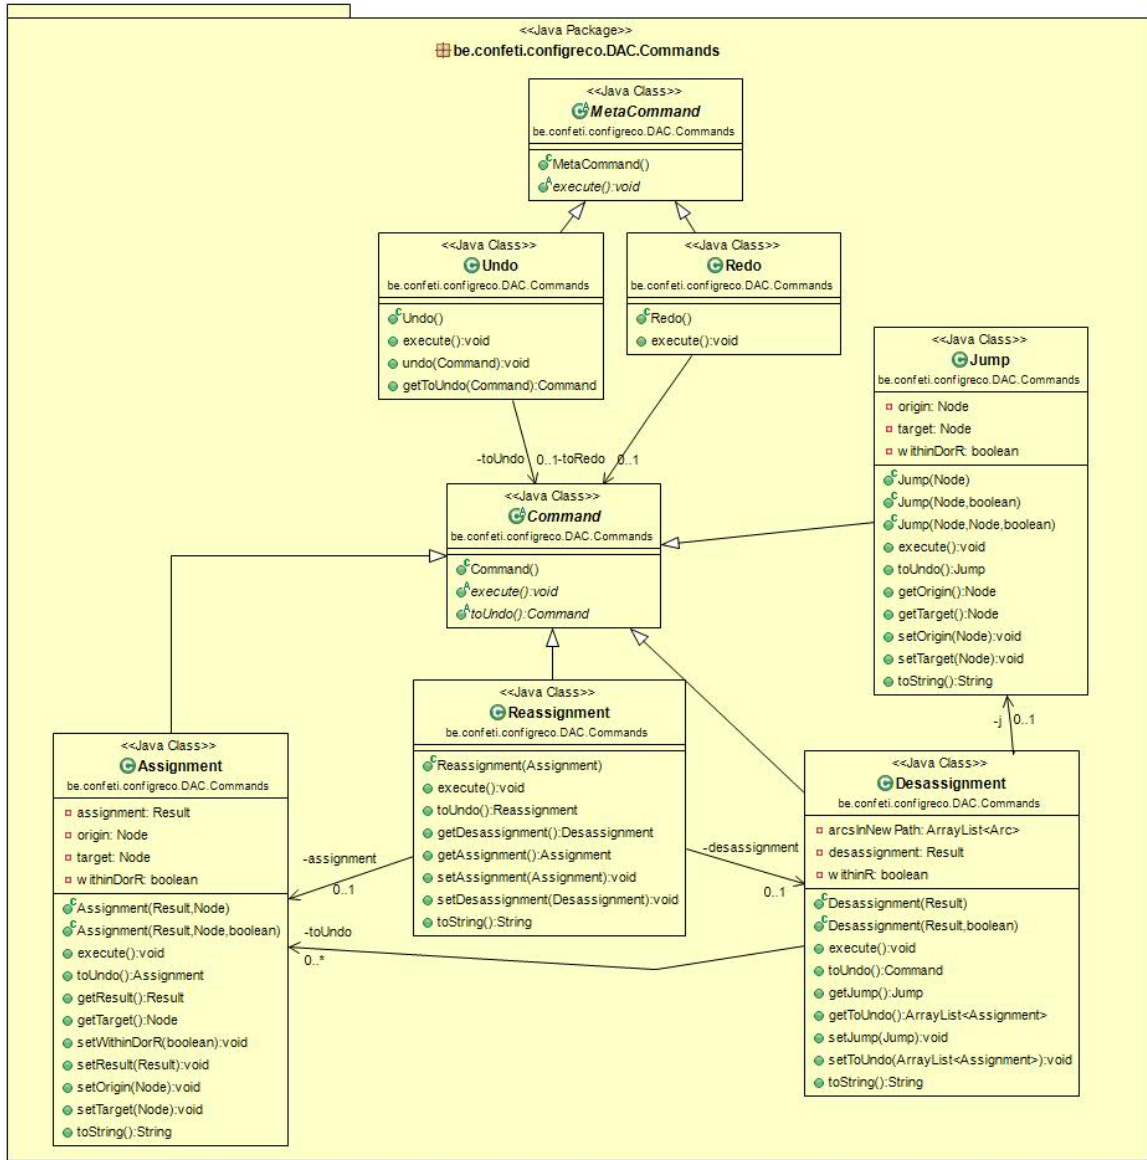 <<Java Package>>
be.confeti.configreco.DAC.Commands
<<Java Class>>
MetaCommand
be.confeti.configreco.DAC.Commands
MetaCommand()
execute():void
<<Java Class>>
Undo
be.confeti.configreco.DAC.Commands
Undo()
execute():void
undo(Command):void
getToUndo(Command):Command
<<Java Class>>
Redo
be.confeti.configreco.DAC.Commands
Redo()
execute():void
<<Java Class>>
Jump
be.confeti.configreco.DAC.Commands
origin: Node
target: Node
withinDorR: boolean
Jump(Node)
Jump(Node,boolean)
Jump(Node,Node,boolean)
execute():void
toUndo():Jump
getOrigin():Node
getTarget():Node
setOrigin(Node):void
setTarget(Node):void
toString():String
-toUndo 0..1
-toRedo 0..1
<<Java Class>>
Command
be.confeti.configreco.DAC.Commands
Command()
execute():void
toUndo():Command
<<Java Class>>
Reassignment
be.confeti.configreco.DAC.Commands
Reassignment(Assignment)
execute():void
toUndo():Reassignment
getDesassignment():Desassignment
getAssignment():Assignment
setAssignment(Assignment):void
setDesassignment(Desassignment):void
toString():String
-j 0..1
<<Java Class>>
Assignment
be.confeti.configreco.DAC.Commands
assignment: Result
origin: Node
target: Node
withinDorR: boolean
Assignment(Result,Node)
Assignment(Result,Node,boolean)
execute():void
toUndo():Assignment
getResult():Result
getTarget():Node
setWithinDorR(boolean):void
setResult(Result):void
setOrigin(Node):void
setTarget(Node):void
toString():String
-assignment
0..1
-toUndo
0..*
-desassignment
0..1
<<Java Class>>
Desassignment
be.confeti.configreco.DAC.Commands
arcsInNewPath: ArrayList<Arc>
desassignment: Result
withinR: boolean
Desassignment(Result)
Desassignment(Result,boolean)
execute():void
toUndo():Command
getJump():Jump
getToUndo():ArrayList<Assignment>
setJump(Jump):void
setToUndo(ArrayList<Assignment>):void
toString():String